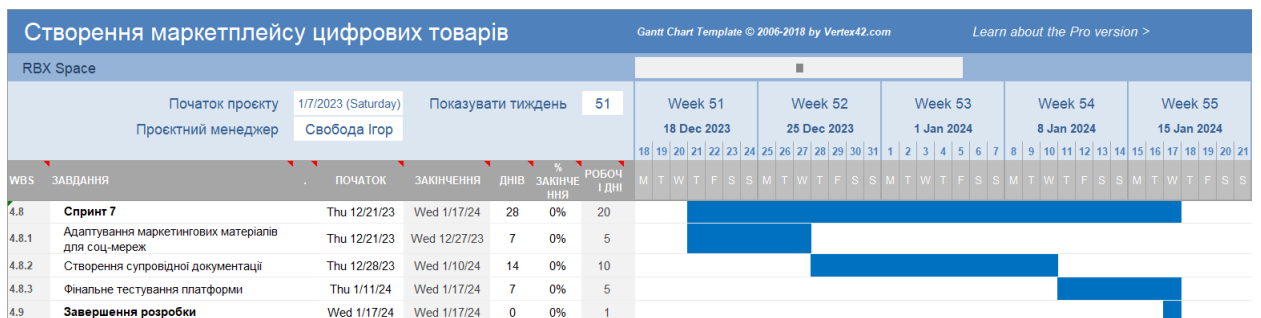 Створення маркетплейсу цифрових товарів
Gantt Chart Template © 2006-2018 by Vertex42.com
Learn about the Pro version >
RBX Space
Початок проєкту 1/7/2023 (Saturday) Показувати тиждень 51
Week 51 Week 52 Week 53 Week 54 Week 55
Проєктний менеджер Свобода Ігор
18 Dec 2023 25 Dec 2023 1 Jan 2024 8 Jan 2024 15 Jan 2024
18 19 20 21 22 23 24 25 26 27 28 29 30 31 1 2 3 4 5 6 7 8 9 10 11 12 13 14 15 16 17 18 19 20 21
WBS ЗАВДАННЯ . ПОЧАТОК ЗАКІНЧЕННЯ ДНІВ % ЗАКІНЧЕ ННЯ РОБОЧ І ДНІ M T W T F S S M T W T F S S M T W T F S S M T W T F S S M T W T F S S
4.8 Спринт 7 Thu 12/21/23 Wed 1/17/24 28 0% 20
4.8.1 Адаптування маркетингових матеріалів
для соц-мереж Thu 12/21/23 Wed 12/27/23 7 0% 5
4.8.2 Створення супровідної документації Thu 12/28/23 Wed 1/10/24 14 0% 10
4.8.3 Фінальне тестування платформи Thu 1/11/24 Wed 1/17/24 7 0% 5
4.9 Завершення розробки Wed 1/17/24 Wed 1/17/24 0 0% 1